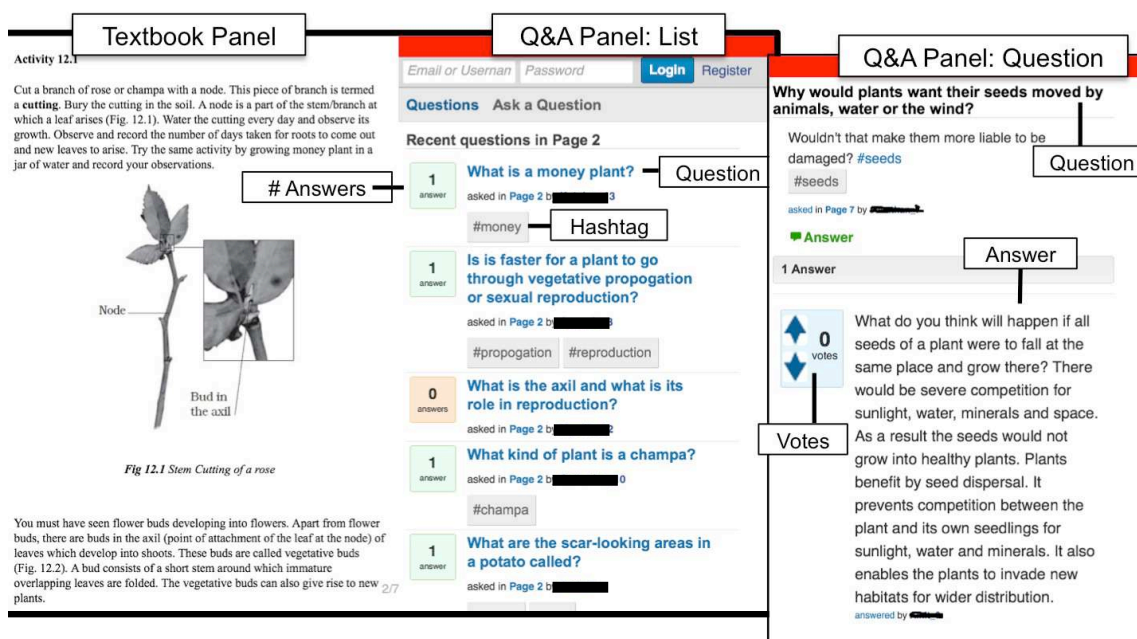 Textbook Panel
Activity 12.1
Cut a branch of rose or champa with a node. This piece of branch is termed
a cutting. Bury the cutting in the soil. A node is a part of the stem/branch at
which a leaf arises (Fig. 12.1). Water the cutting every day and observe its
growth. Observe and record the number of days taken for roots to come out
and new leaves to arise. Try the same activity by growing money plant in a
jar of water and record your observations.
Node
Bud in
the axil
Fig 12.1 Stem Cutting of a rose
You must have seen flower buds developing into flowers. Apart from flower
buds, there are buds in the axil (point of attachment of the leaf at the node) of
leaves which develop into shoots. These buds are called vegetative buds
(Fig. 12.2). A bud consists of a short stem around which immature
overlapping leaves are folded. The vegetative buds can also give rise to new
plants.
2/7
Q&A Panel: List
Email or Usernan
Password
Login
Register
Questions
Ask a Question
Recent questions in Page 2
# Answers
1
answer
What is a money plant?
Question
asked in Page 2 by 3
#money
Hashtag
1
answer
Is is faster for a plant to go
through vegetative propogation
or sexual reproduction?
asked in Page 2 b
#propogation
#reproduction
0
answers
What is the axil and what is its
role in reproduction?
asked in Page 2 b 2
1
answer
What kind of plant is a champa?
asked in Page 2 b 0
#champa
1
answer
What are the scar-looking areas in
a potato called?
asked in Page 2 b
Q&A Panel: Question
Why would plants want their seeds moved by
animals, water or the wind?
Wouldn't that make them more liable to be
damaged? #seeds
Question
#seeds
asked in Page 7 by
Answer
1 Answer
Answer
0
votes
Votes
What do you think will happen if all
seeds of a plant were to fall at the
same place and grow there? There
would be severe competition for
sunlight, water, minerals and space.
As a result the seeds would not
grow into healthy plants. Plants
benefit by seed dispersal. It
prevents competition between the
plant and its own seedlings for
sunlight, water and minerals. It also
enables the plants to invade new
habitats for wider distribution.
answered by